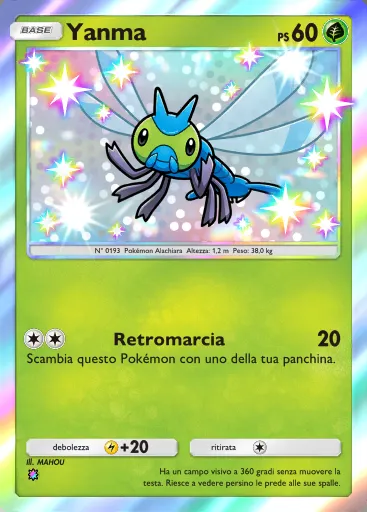 BASE Yanma PS 60
N° 0193 Pokémon Alachiara Altezza: 1,2 m Peso: 38,0 kg
Retromarcia 20
Scambia questo Pokémon con uno della tua panchina.
debolezza +20 ritirata
Ill. MAHOU
Ha un campo visivo a 360 gradi senza muovere la
testa. Riesce a vedere persino le prede alle sue spalle.